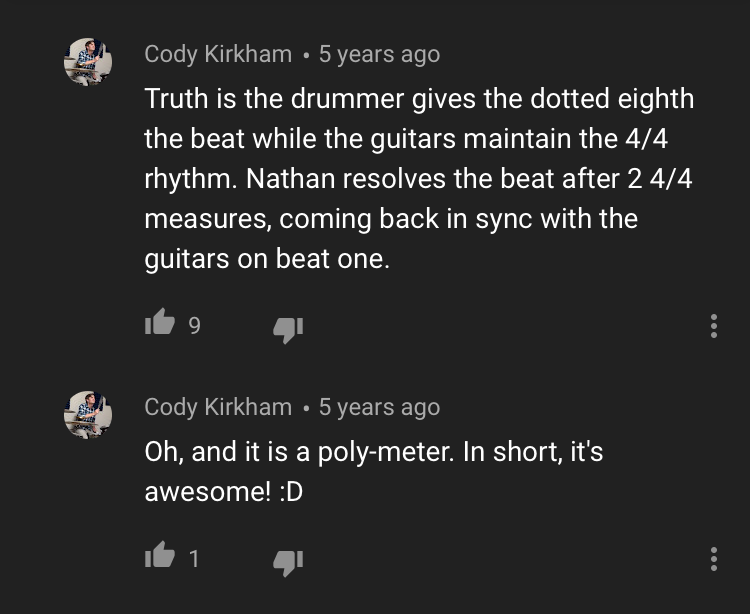 Cody Kirkham • 5 years ago
Truth is the drummer gives the dotted eighth
the beat while the guitars maintain the 4/4
rhythm. Nathan resolves the beat after 2 4/4
measures, coming back in sync with the
guitars on beat one.
9
Cody Kirkham • 5 years ago
Oh, and it is a poly-meter. In short, it's
awesome! :D
1